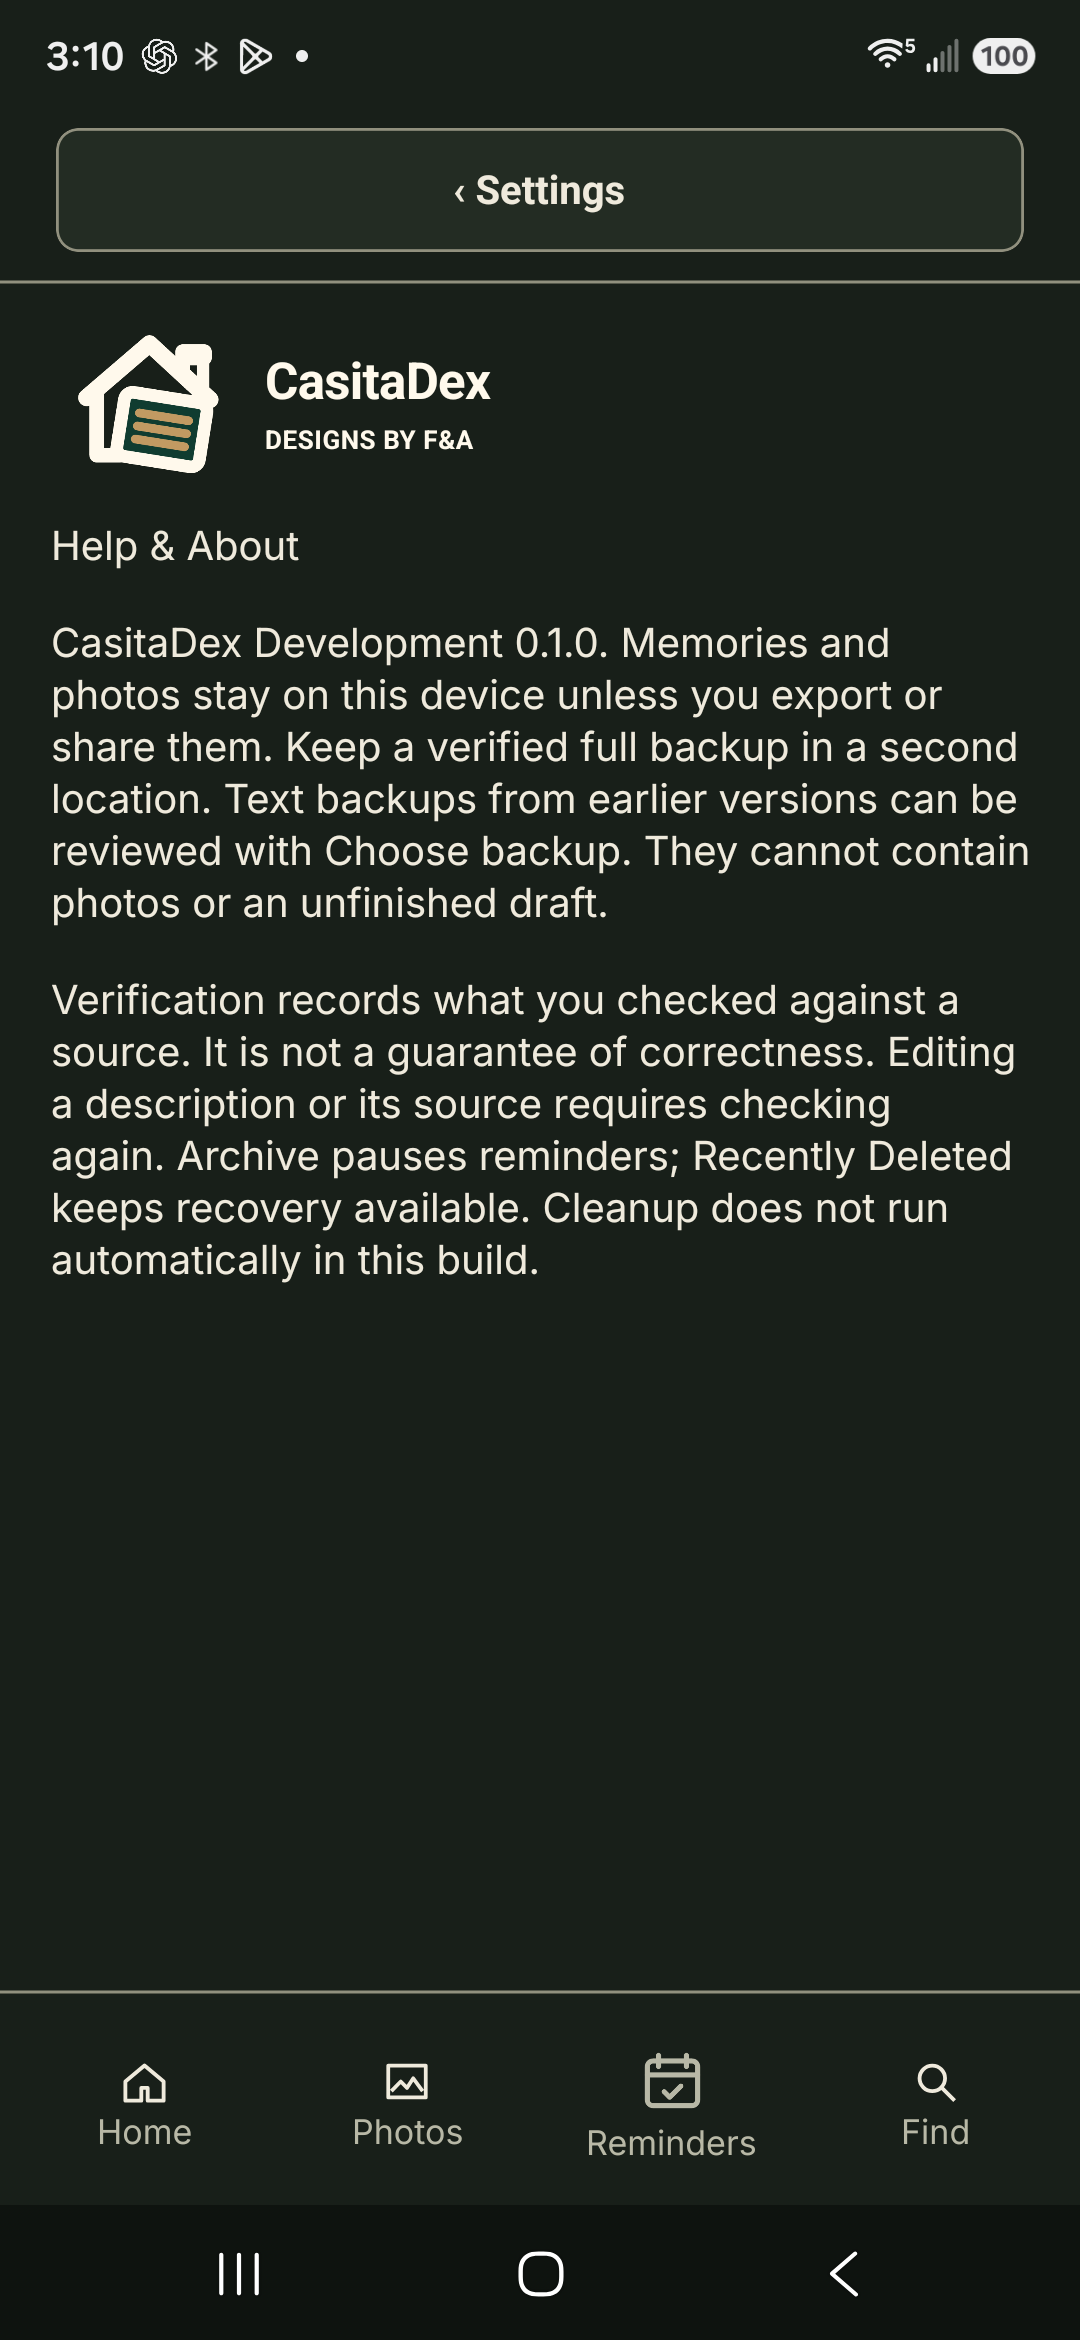 3:10
5
100
‹ Settings
CasitaDex
DESIGNS BY F&A
Help & About
CasitaDex Development 0.1.0. Memories and
photos stay on this device unless you export or
share them. Keep a verified full backup in a second
location. Text backups from earlier versions can be
reviewed with Choose backup. They cannot contain
photos or an unfinished draft.
Verification records what you checked against a
source. It is not a guarantee of correctness. Editing
a description or its source requires checking
again. Archive pauses reminders; Recently Deleted
keeps recovery available. Cleanup does not run
automatically in this build.
Home
Photos
Reminders
Find